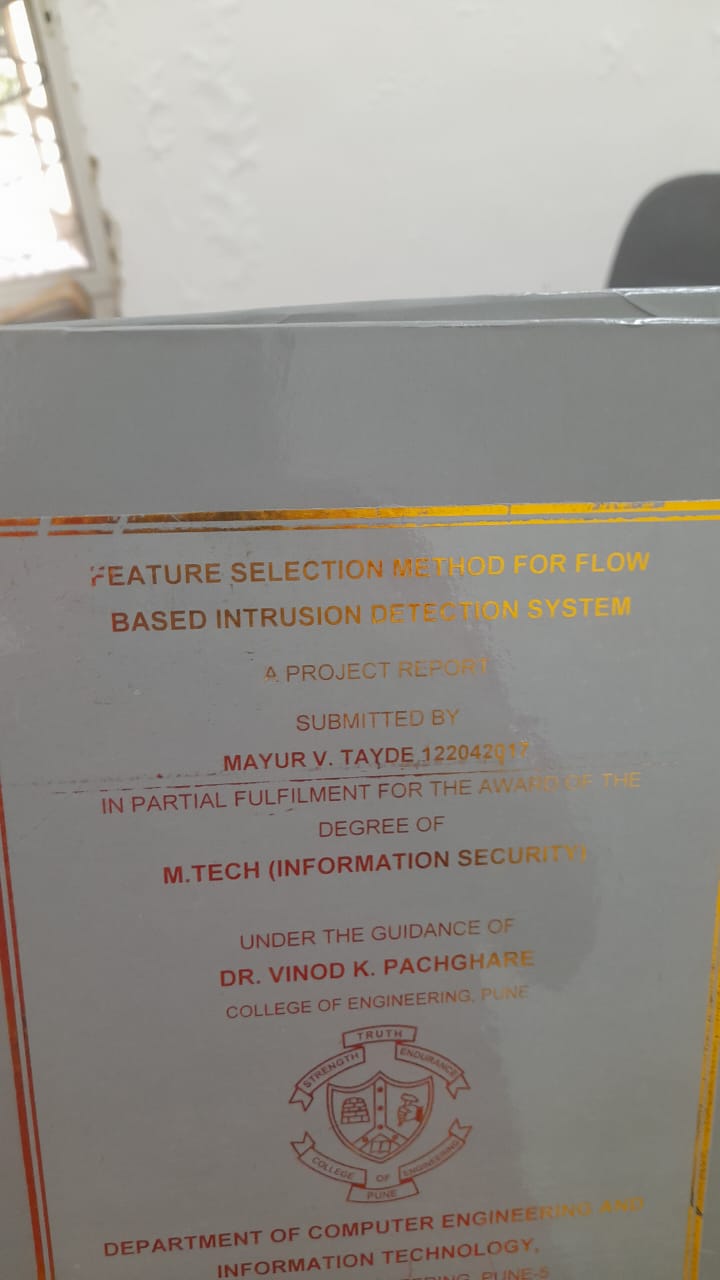 FEATURE SELECTION METHOD FOR FLOW
BASED INTRUSION DETECTION SYSTEM
A PROJECT REPORT
SUBMITTED BY
MAYUR V. TAYDE 122042017
IN PARTIAL FULFILMENT FOR THE AWARD OF THE
DEGREE OF
M.TECH (INFORMATION SECURITY)
UNDER THE GUIDANCE OF
DR. VINOD K. PACHGHARE
COLLEGE OF ENGINEERING, PUNE
TRUTH
STRENGTH ENDURANCE
COLLEGE OF ENGINEERING
PUNE
DEPARTMENT OF COMPUTER ENGINEERING AND
INFORMATION TECHNOLOGY,
PUNE-5